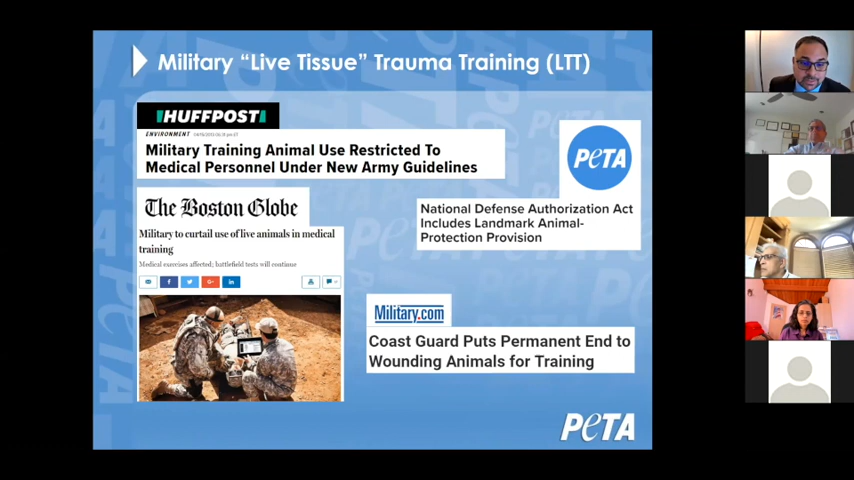 Military “Live Tissue” Trauma Training (LTT)
HUFFPOST
ENVIRONMENT
Military Training Animal Use Restricted To
Medical Personnel Under New Army Guidelines
PeTA
National Defense Authorization Act
Includes Landmark Animal-
Protection Provision
The Boston Globe
Military to curtail use of live animals in medical
training
Medical exercises affected; battlefield tests will continue
Military.com
Coast Guard Puts Permanent End to
Wounding Animals for Training
PeTA